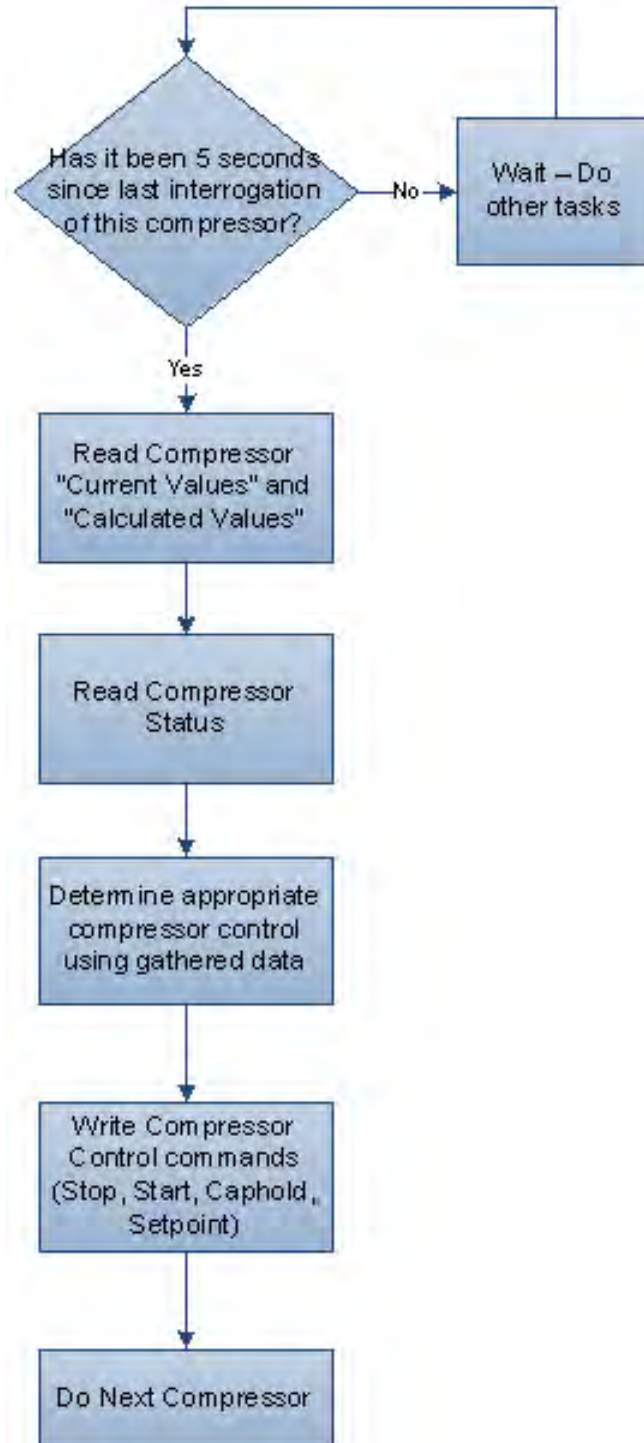 Has it been 5 seconds
since last interrogation
of this compressor?
No
Wait – Do
other tasks
Yes
Read Compressor
"Current Values" and
"Calculated Values"
Read Compressor
Status
Determine appropriate
compressor control
using gathered data
Write Compressor
Control commands
(Stop, Start, Caphold,,
Setpoint)
Do Next Compressor